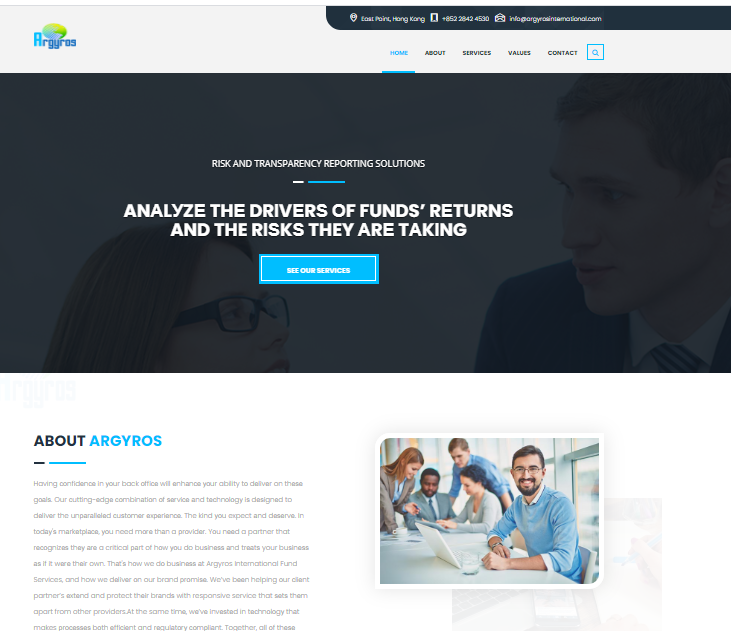 East Point, Hong Kong +852 2842 4530 info@argyrosinternational.com
Argyros
HOME ABOUT SERVICES VALUES CONTACT
RISK AND TRANSPARENCY REPORTING SOLUTIONS
ANALYZE THE DRIVERS OF FUNDS' RETURNS
AND THE RISKS THEY ARE TAKING
SEE OUR SERVICES
Argyros
ABOUT ARGYROS
Having confidence in your back office will enhance your ability to deliver on these
goals. Our cutting-edge combination of service and technology is designed to
deliver the unparalleled customer experience. The kind you expect and deserve. In
today's marketplace, you need more than a provider. You need a partner that
recognizes they are a critical part of how you do business and treats your business
as if it were their own. That's how we do business at Argyros International Fund
Services, and how we deliver on our brand promise. We've been helping our client
partner's extend and protect their brands with responsive service that sets them
apart from other providers.At the same time, we've invested in technology that
makes processes both efficient and regulatory compliant. Together, all of these